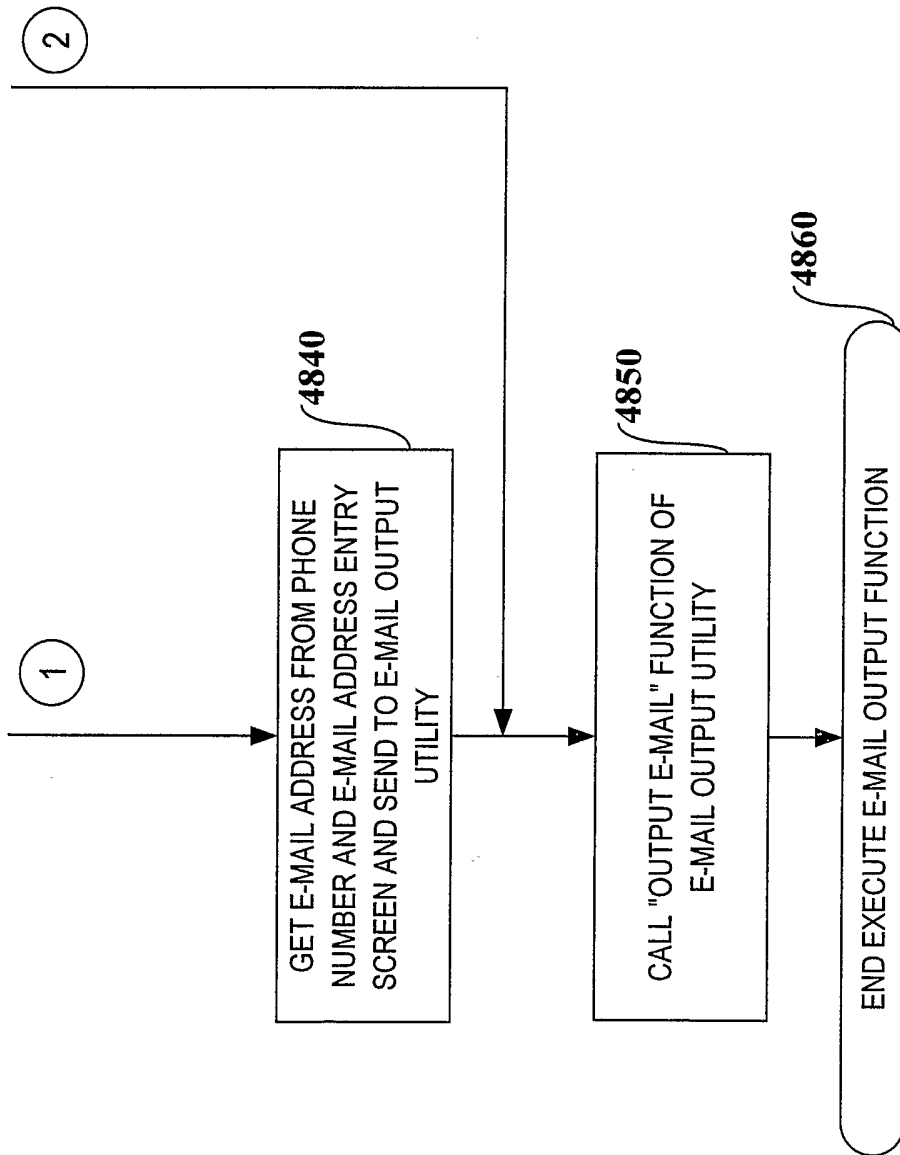 1
2
GET E-MAIL ADDRESS FROM PHONE
NUMBER AND E-MAIL ADDRESS ENTRY
SCREEN AND SEND TO E-MAIL OUTPUT
UTILITY
4840
CALL "OUTPUT E-MAIL" FUNCTION OF
E-MAIL OUTPUT UTILITY
4850
END EXECUTE E-MAIL OUTPUT FUNCTION
4860